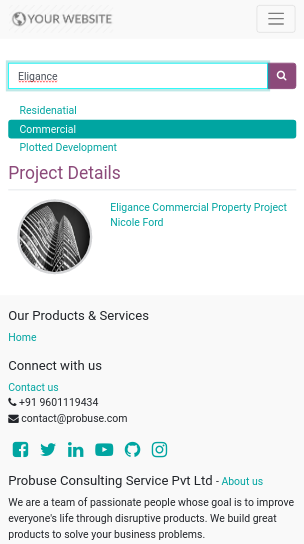 YOUR WEBSITE
Eligance
Residenatial
Commercial
Plotted Development
Project Details
Eligance Commercial Property Project
Nicole Ford
Our Products & Services
Home
Connect with us
Contact us
+91 9601119434
contact@probuse.com
Probuse Consulting Service Pvt Ltd - About us
We are a team of passionate people whose goal is to improve
everyone's life through disruptive products. We build great
products to solve your business problems.